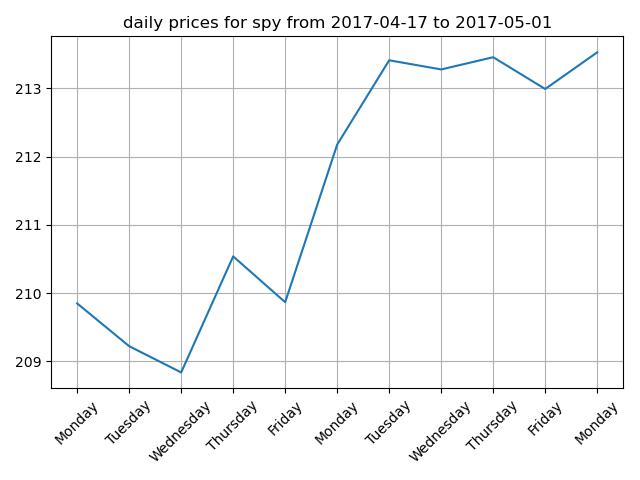 daily prices for spy from 2017-04-17 to 2017-05-01
213
212
211
210
209
Monday
Tuesday
Wednesday
Thursday
Friday
Monday
Tuesday
Wednesday
Thursday
Friday
Monday